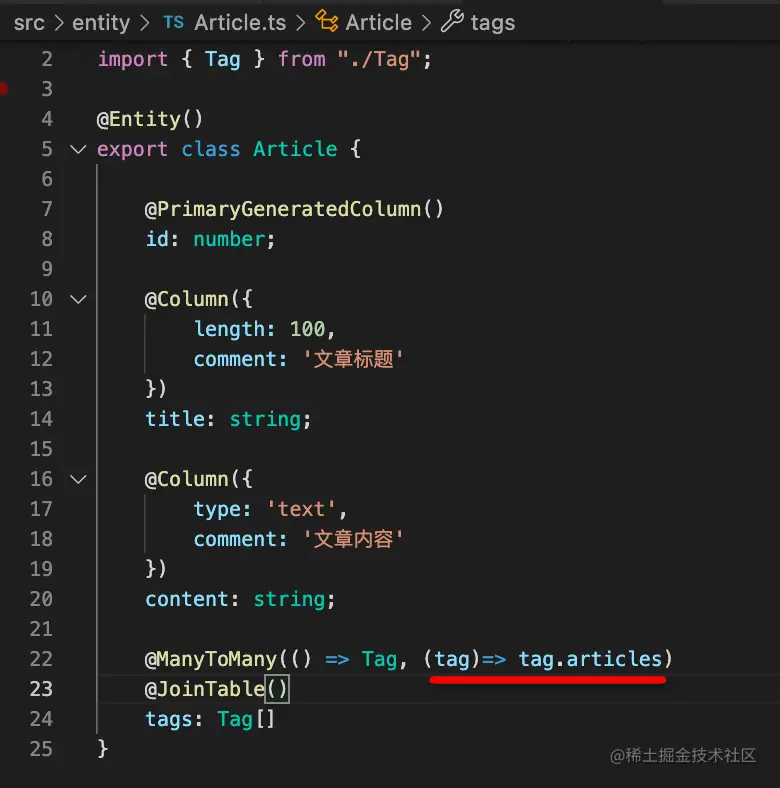 src > entity > TS Article.ts > Article > tags
2 import { Tag } from "./Tag";
3
4 @Entity()
5 export class Article {
6
7 @PrimaryGeneratedColumn()
8 id: number;
9
10 @Column({
11 length: 100,
12 comment: '文章标题'
13 })
14 title: string;
15
16 @Column({
17 type: 'text',
18 comment: '文章内容'
19 })
20 content: string;
21
22 @ManyToMany(() => Tag, (tag)=> tag.articles)
23 @JoinTable()
24 tags: Tag[]
25 }
@稀土掘金技术社区